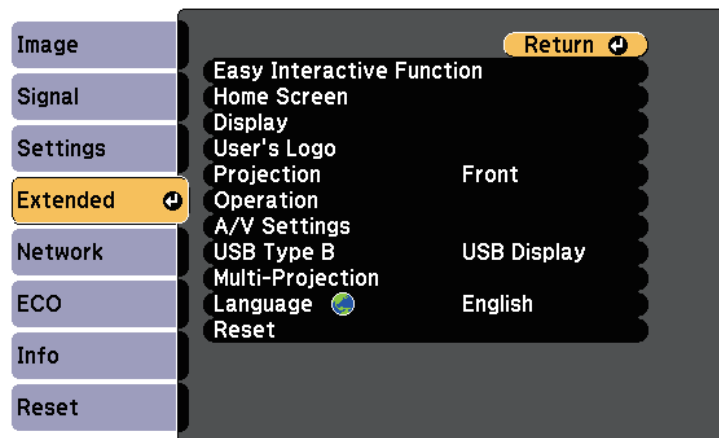 Image
Signal
Settings
Extended
Network
ECO
Info
Reset
Return
Easy Interactive Function
Home Screen
Display
User's Logo
Projection Front
Operation
A/V Settings
USB Type B USB Display
Multi-Projection
Language English
Reset